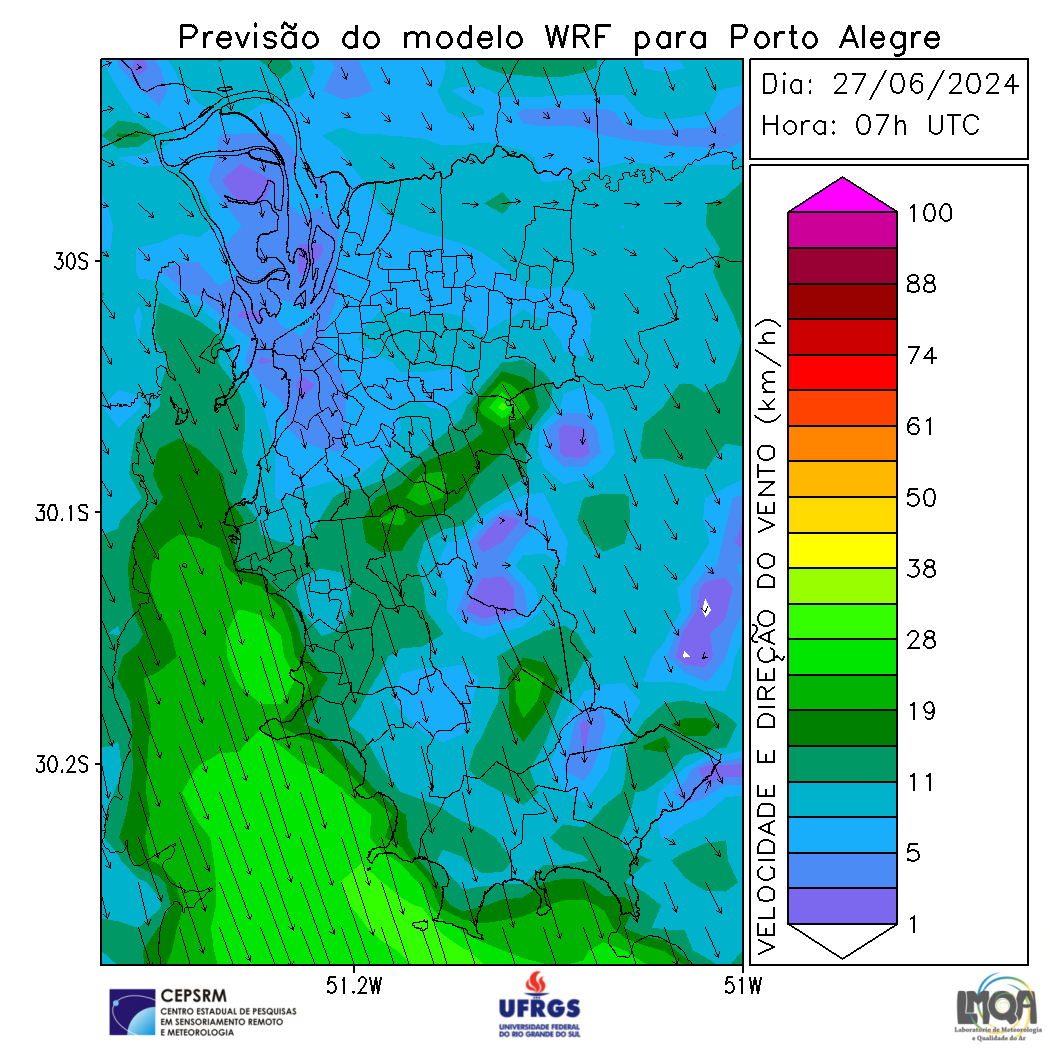 Previsão do modelo WRF para Porto Alegre
Dia: 27/06/2024
Hora: 07h UTC
30S
30.1S
30.2S
51.2W
51W
VELOCIDADE E DIREÇÃO DO VENTO (km/h)
100
88
74
61
50
38
28
19
11
5
1
CEPSRM
CENTRO ESTADUAL DE PESQUISAS
EM SENSORIAMENTO REMOTO
E METEOROLOGIA
UFRGS
UNIVERSIDADE FEDERAL
DO RIO GRANDE DO SUL
LMQA
Laboratório de Meteorologia
e Qualidade do Ar